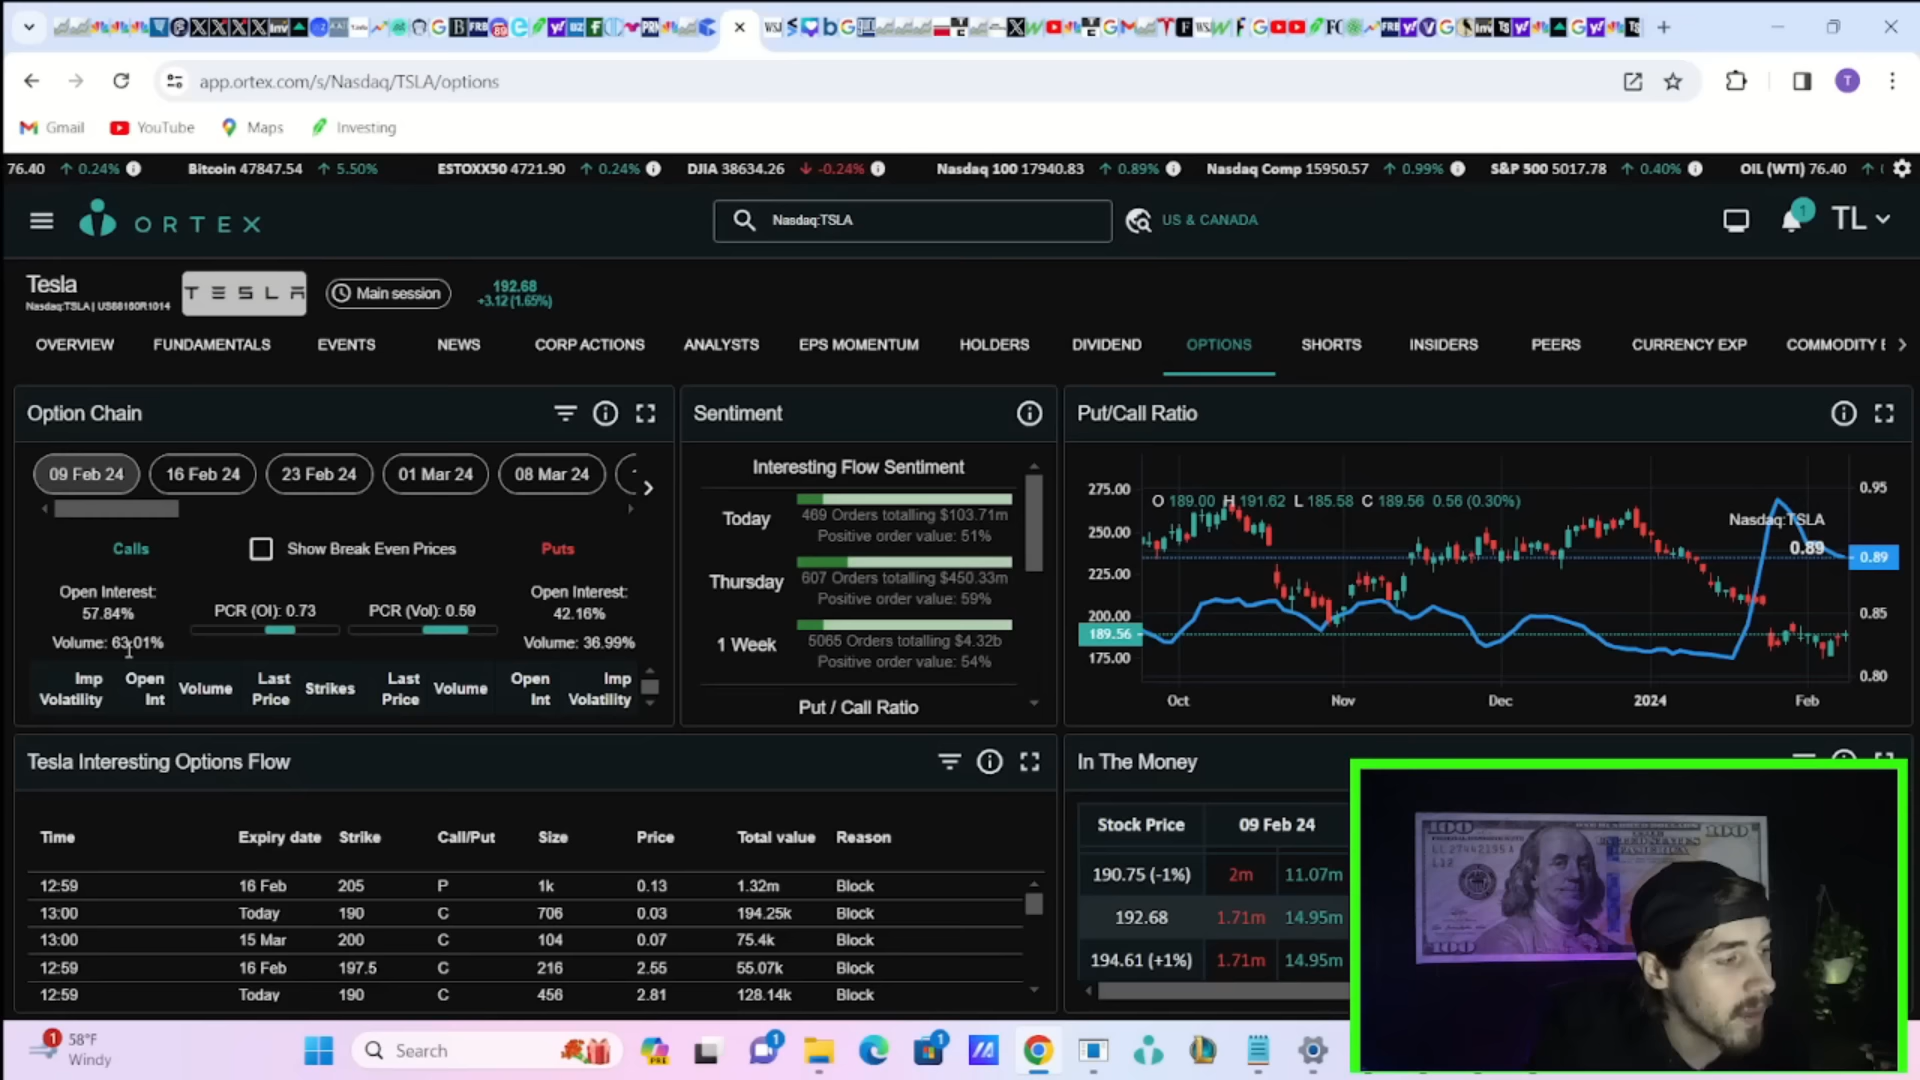 app.ortex.com/s/Nasdaq/TSLA/options
Gmail YouTube Maps Investing
76.40 ↑ 0.24% Bitcoin 47847.54 ↑ 5.50% ESTOXX50 4721.90 ↑ 0.24% DJIA 38634.26 ↓ -0.24% Nasdaq 100 17940.83 ↑ 0.89% Nasdaq Comp 15950.57 ↑ 0.99% S&P 500 5017.78 ↑ 0.40% OIL (WTI) 76.40 ↑
ORTEX Nasdaq:TSLA US & CANADA 1 TL
Tesla
Nasdaq:TSLA | US88160R1014
TESLA
Main session
192.68
+3.12 (1.65%)
OVERVIEW FUNDAMENTALS EVENTS NEWS CORP ACTIONS ANALYSTS EPS MOMENTUM HOLDERS DIVIDEND OPTIONS SHORTS INSIDERS PEERS CURRENCY EXP COMMODITY E
Option Chain
09 Feb 24 16 Feb 24 23 Feb 24 01 Mar 24 08 Mar 24
Calls Show Break Even Prices Puts
Open Interest: 57.84% PCR (OI): 0.73 PCR (Vol): 0.59 Open Interest: 42.16%
Volume: 63.01% Volume: 36.99%
Imp Volatility Open Int Volume Last Price Strikes Last Price Volume Open Int Imp Volatility
Sentiment
Interesting Flow Sentiment
Today 469 Orders totalling $103.71m
Positive order value: 51%
Thursday 607 Orders totalling $450.33m
Positive order value: 59%
1 Week 5065 Orders totalling $4.32b
Positive order value: 54%
Put / Call Ratio
Put/Call Ratio
O 189.00 H 191.62 L 185.58 C 189.56 0.56 (0.30%)
275.00
250.00
225.00
200.00
189.56
175.00
Nasdaq:TSLA
0.89
0.95
0.89
0.85
0.80
Oct Nov Dec 2024 Feb
Tesla Interesting Options Flow
Time Expiry date Strike Call/Put Size Price Total value Reason
12:59 16 Feb 205 P 1k 0.13 1.32m Block
13:00 Today 190 C 706 0.03 194.25k Block
13:00 15 Mar 200 C 104 0.07 75.4k Block
12:59 16 Feb 197.5 C 216 2.55 55.07k Block
12:59 Today 190 C 456 2.81 128.14k Block
In The Money
Stock Price 09 Feb 24
190.75 (-1%) 2m 11.07m
192.68 1.71m 14.95m
194.61 (+1%) 1.71m 14.95m
100 100
100 100
1 58°F
Windy
Search